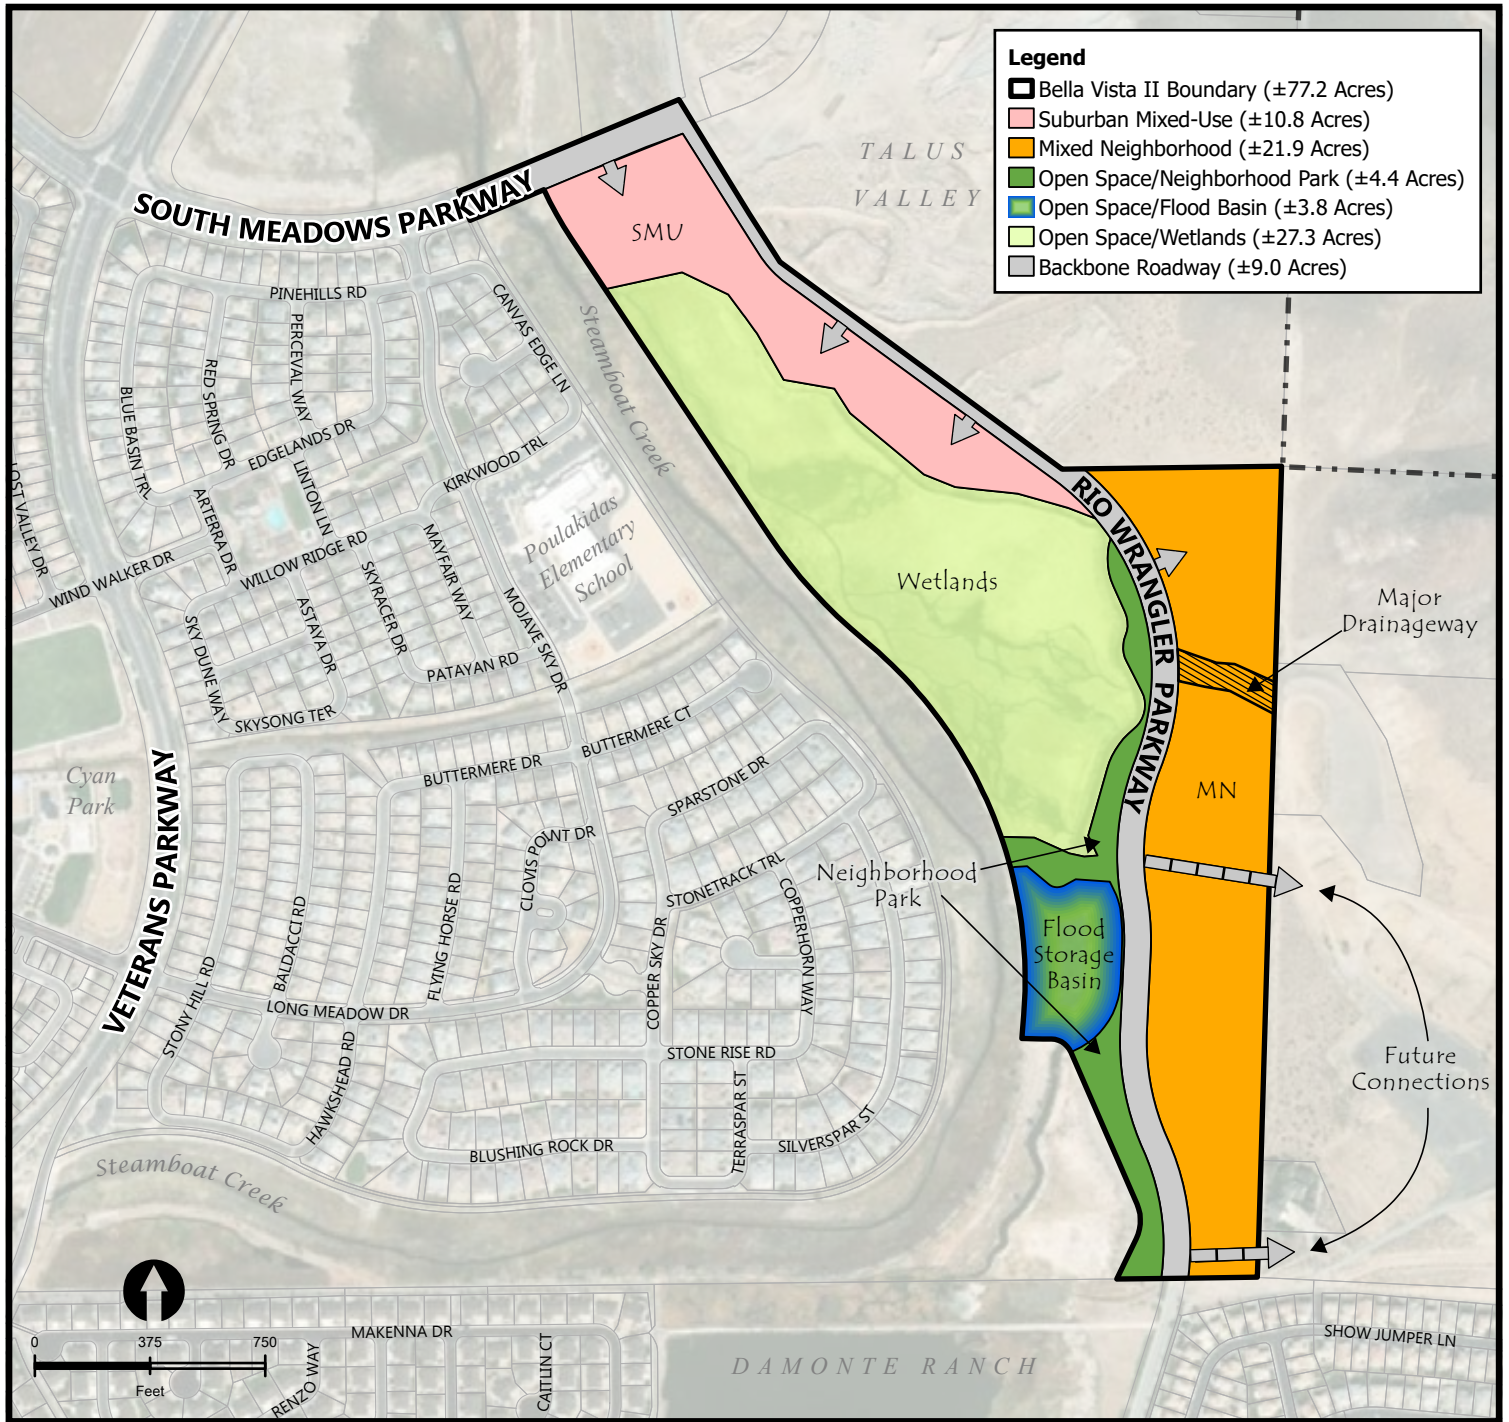 Legend
Bella Vista II Boundary (±77.2 Acres)
Suburban Mixed-Use (±10.8 Acres)
Mixed Neighborhood (±21.9 Acres)
Open Space/Neighborhood Park (±4.4 Acres)
Open Space/Flood Basin (±3.8 Acres)
Open Space/Wetlands (±27.3 Acres)
Backbone Roadway (±9.0 Acres)
TALUS
VALLEY
SOUTH MEADOWS PARKWAY
SMU
PINEHILLS RD
CANVAS EDGE LN
Steamboat Creek
PERCEVAL WAY
RED SPRING DR
BLUE BASIN TRL
EDGELANDS DR
KIRKWOOD TRL
LINTON LN
LOST VALLEY DR
ARTERRA DR
WILLOW RIDGE RD
MAYFAIR WAY
WIND WALKER DR
SKYRACER DR
ASTAYA DR
SKY DUNE WAY
MOJAVE SKY DR
PATAYAN RD
SKYSONG TER
Poulakidas
Elementary
School
RIO WRANGLER PARKWAY
Wetlands
Major
Drainageway
MN
BUTTERMERE CT
BUTTERMERE DR
SPARSTONE DR
Cyan
Park
VETERANS PARKWAY
CLOVIS POINT DR
STONETRACK TRL
COPPERHORN WAY
FLYING HORSE RD
BALDACCI RD
COPPER SKY DR
STONY HILL RD
LONG MEADOW DR
HAWKSHEAD RD
STONE RISE RD
TERRASPAR ST
SILVERSPAR ST
BLUSHING ROCK DR
Neighborhood
Park
Flood
Storage
Basin
Future
Connections
Steamboat Creek
0 375 750
Feet
MAKENNA DR
RENZO WAY
CAITLIN CT
DAMONTE RANCH
SHOW JUMPER LN